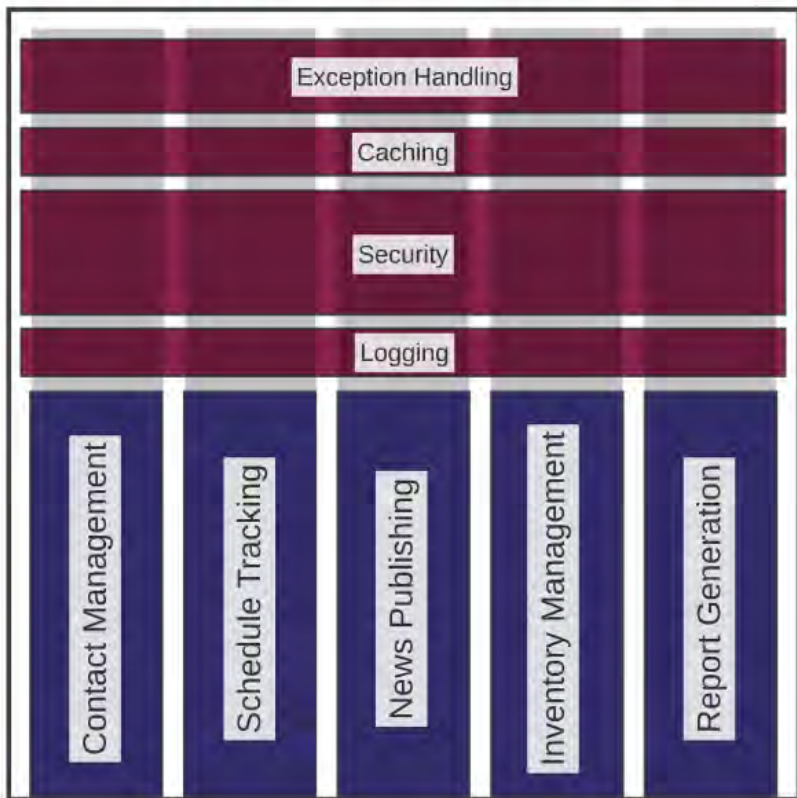 Exception Handling
Caching
Security
Logging
Contact Management
Schedule Tracking
News Publishing
Inventory Management
Report Generation